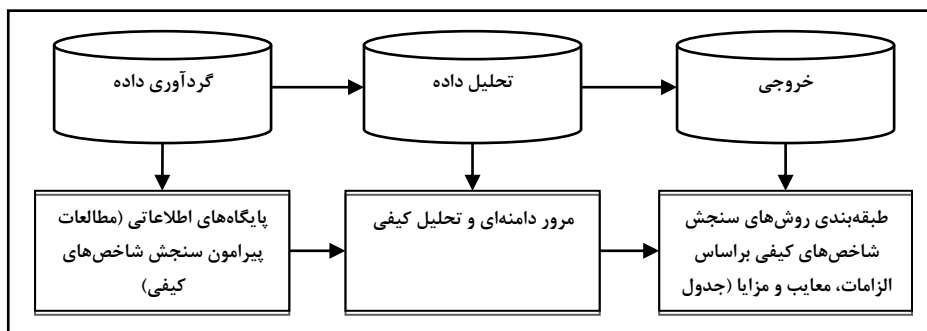 گردآوری داده
تحلیل داده
خروجی
پایگاه‌های اطلاعاتی (مطالعات
پیرامون سنجش شاخص‌های
کیفی)
مرور دامنه‌ای و تحلیل کیفی
طبقه‌بندی روش‌های سنجش
شاخص‌های کیفی براساس
الزامات، معایب و مزایا (جدول